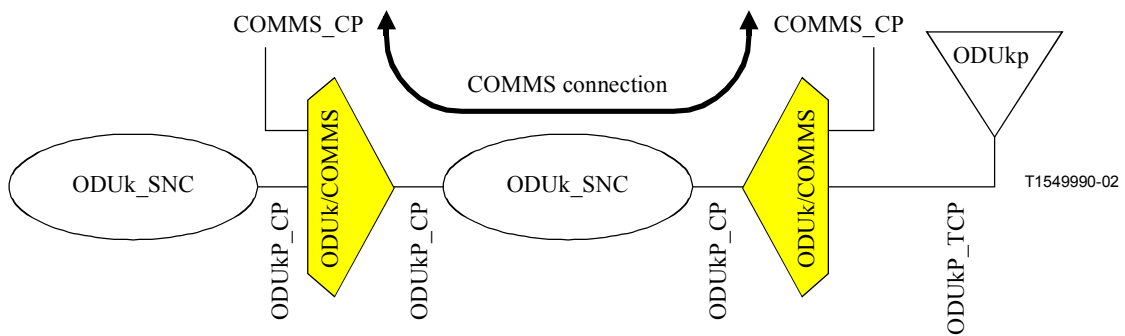 COMMS_CP
COMMS_CP
ODUkp
COMMS connection
ODUk_SNC
ODUk/COMMS
ODUk_SNC
ODUk/COMMS
T1549990-02
ODUkP_CP
ODUkP_CP
ODUkP_CP
ODUkP_TCP